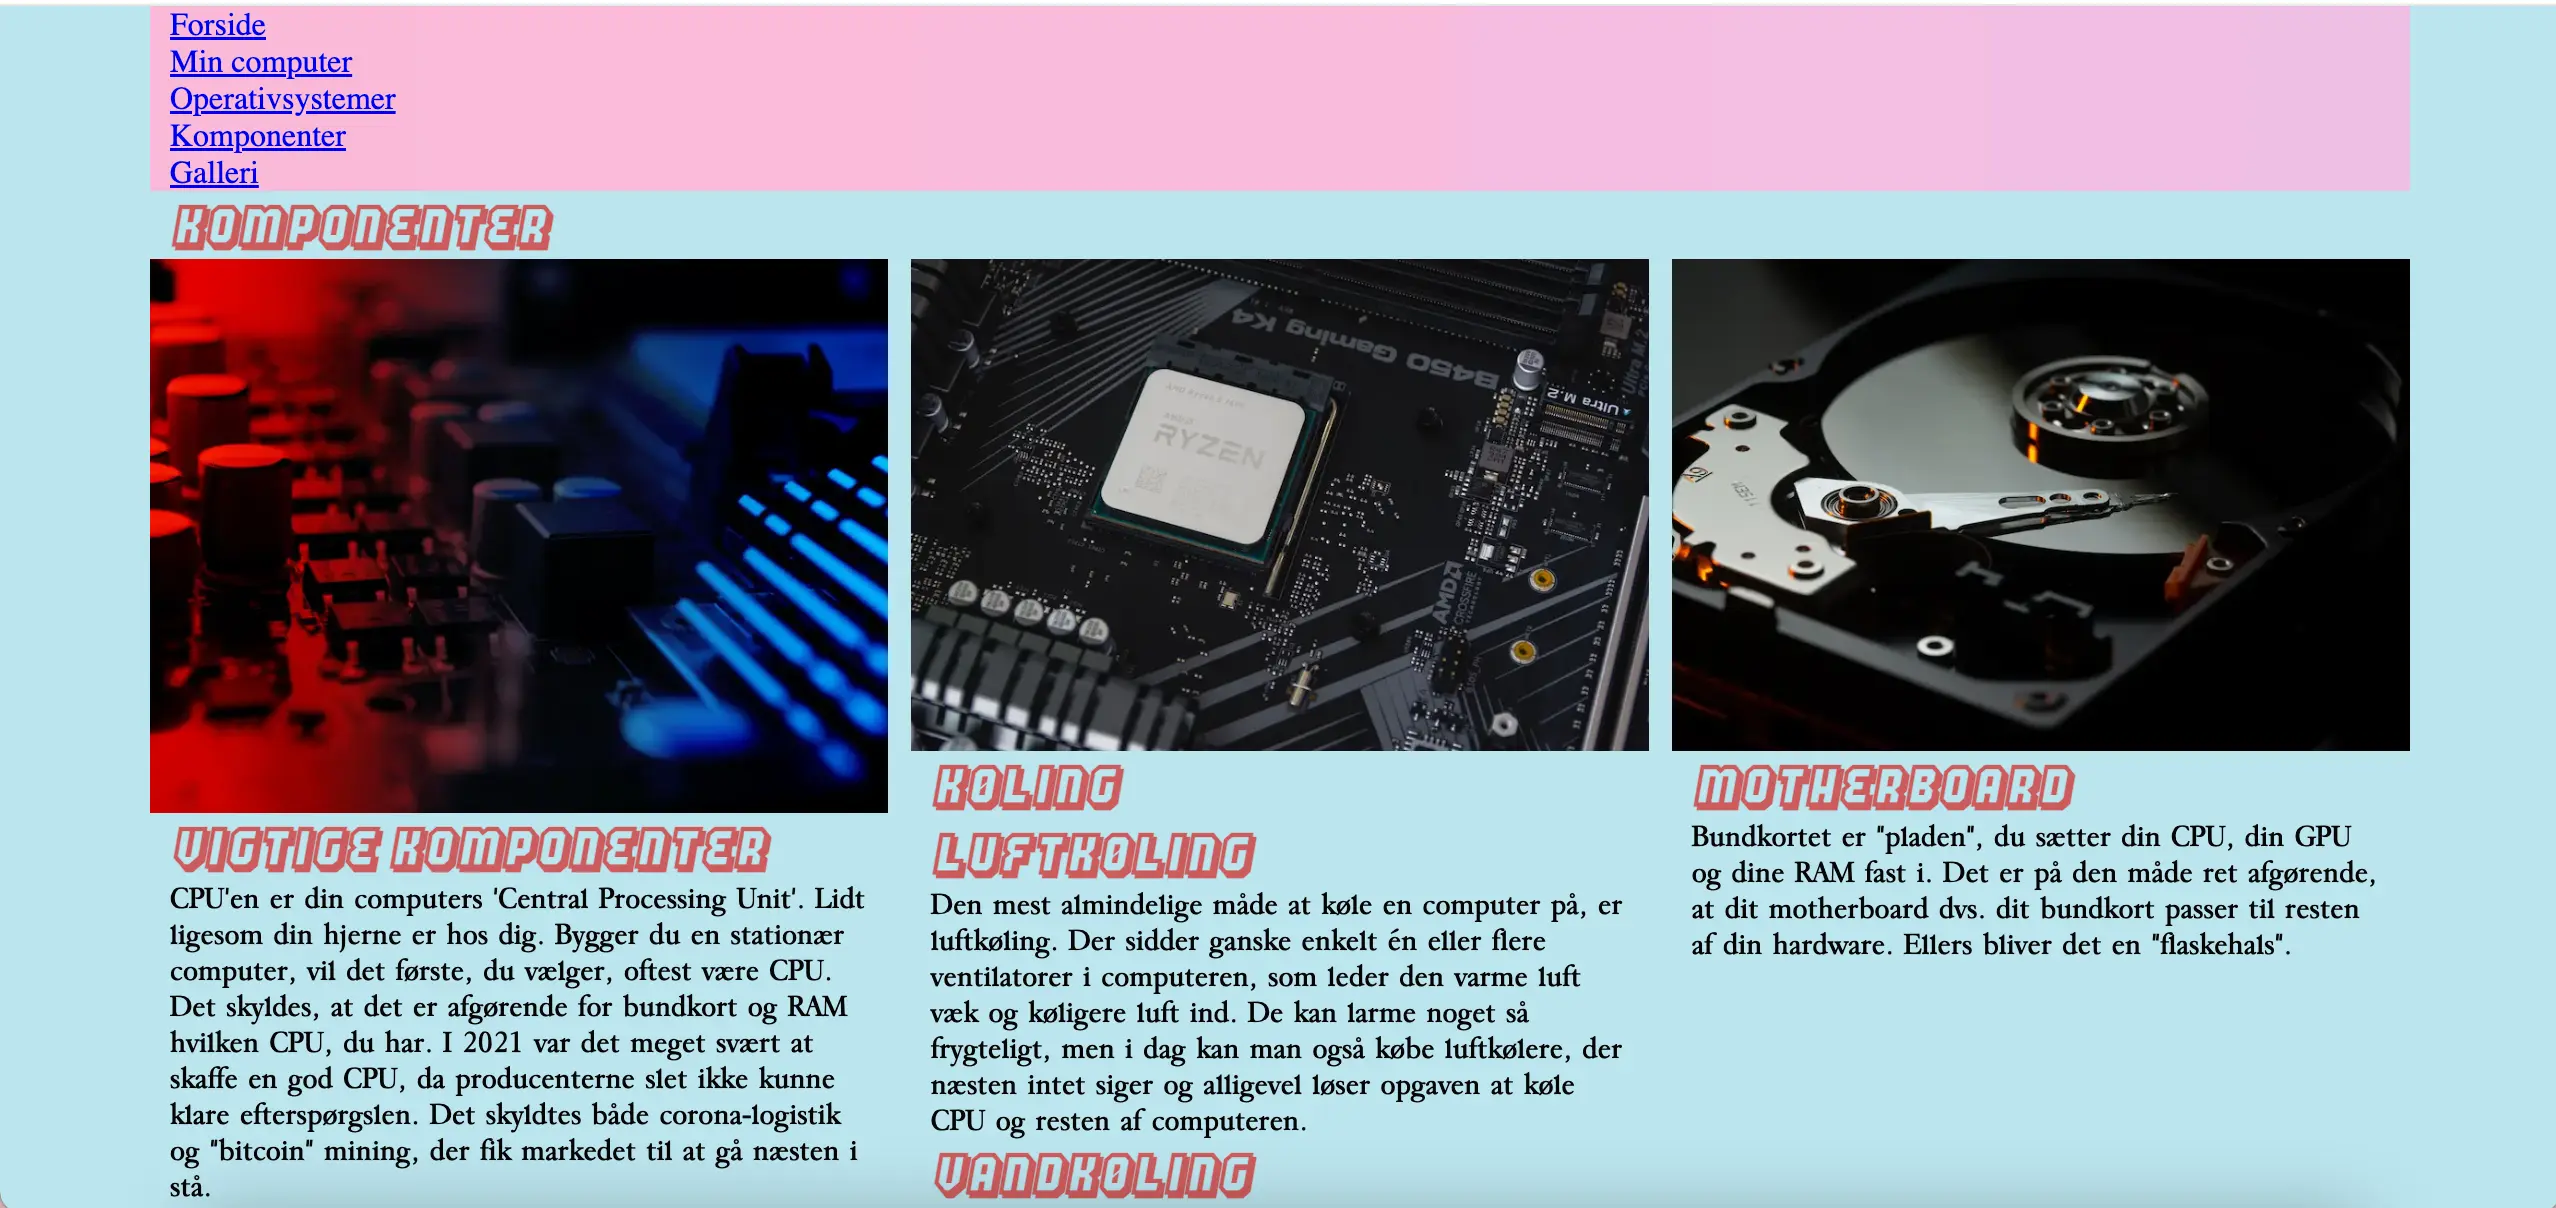 Forside
Min computer
Operativsystemer
Komponenter
Galleri
KOMPONENTER
B450 Gaming K4
Ultra M.2
AMD
RYZEN
AMD
CROSSFIRE
VIGTIGE KOMPONENTER
CPU'en er din computers 'Central Processing Unit'. Lidt
ligesom din hjerne er hos dig. Bygger du en stationær
computer, vil det første, du vælger, oftest være CPU.
Det skyldes, at det er afgørende for bundkort og RAM
hvilken CPU, du har. I 2021 var det meget svært at
skaffe en god CPU, da producenterne slet ikke kunne
klare efterspørgslen. Det skyldtes både corona-logistik
og "bitcoin" mining, der fik markedet til at gå næsten i
stå.
KØLING
LUFTKØLING
Den mest almindelige måde at køle en computer på, er
luftkøling. Der sidder ganske enkelt én eller flere
ventilatorer i computeren, som leder den varme luft
væk og køligere luft ind. De kan larme noget så
frygteligt, men i dag kan man også købe luftkølere, der
næsten intet siger og alligevel løser opgaven at køle
CPU og resten af computeren.
VANDKØLING
MOTHERBOARD
Bundkortet er "pladen", du sætter din CPU, din GPU
og dine RAM fast i. Det er på den måde ret afgørende,
at dit motherboard dvs. dit bundkort passer til resten
af din hardware. Ellers bliver det en "flaskehals".